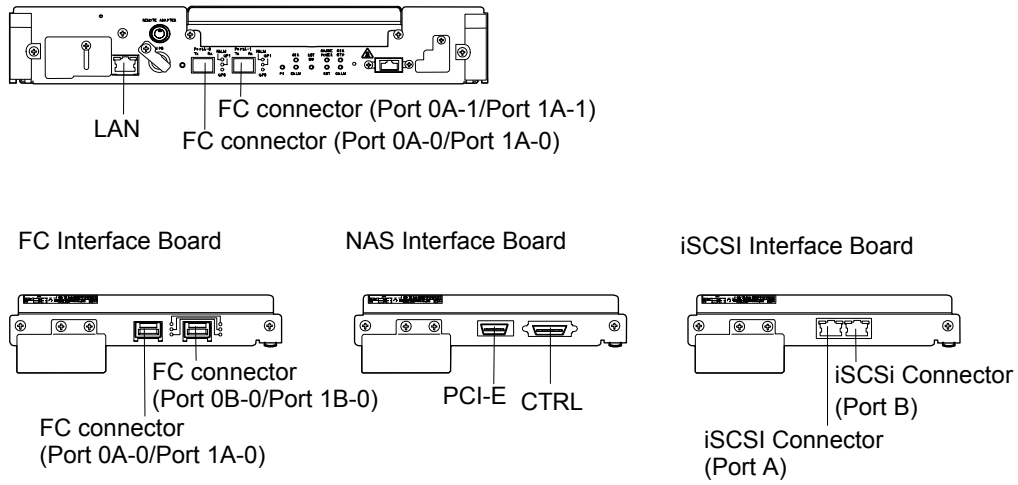 REMOTE ADAPTER
LAN
FC connector (Port 0A-1/Port 1A-1)
FC connector (Port 0A-0/Port 1A-0)
FC Interface Board
NAS Interface Board
iSCSI Interface Board
FC connector
(Port 0B-0/Port 1B-0)
FC connector
(Port 0A-0/Port 1A-0)
PCI-E
CTRL
iSCSi Connector
(Port B)
iSCSI Connector
(Port A)